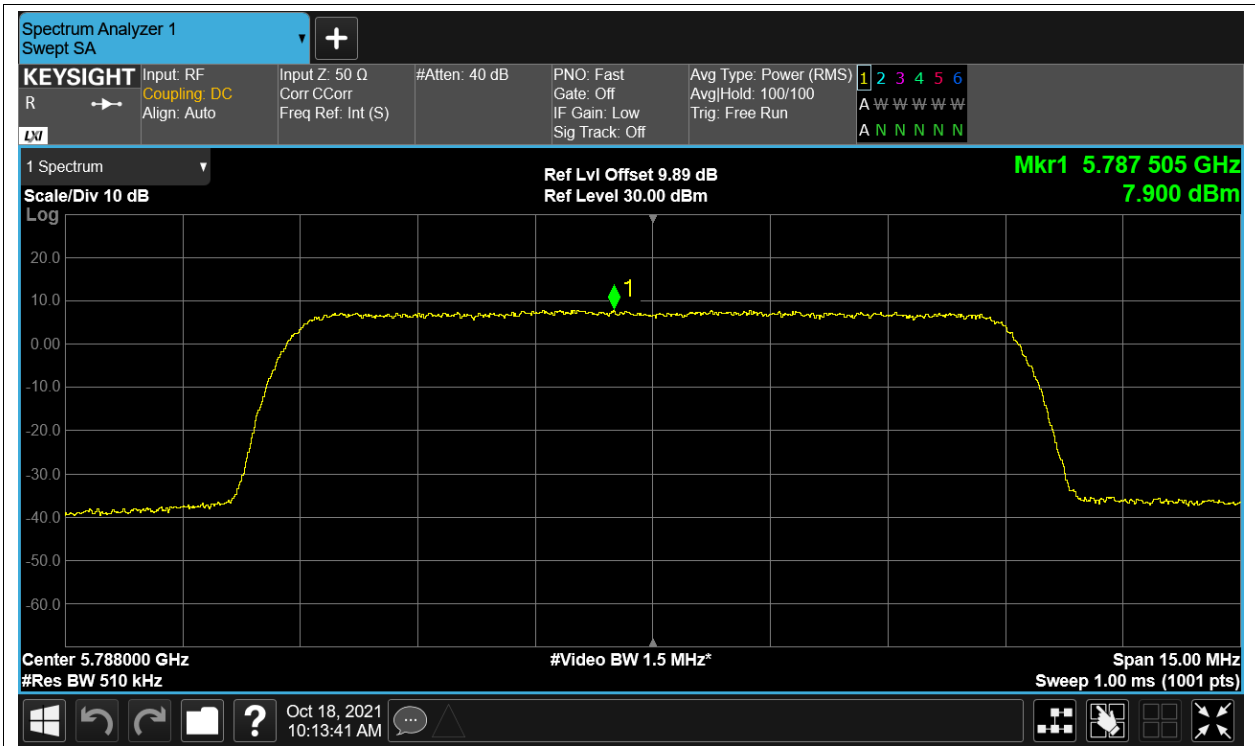 Spectrum Analyzer 1
Swept SA
KEYSIGHT
R
LXI
Input: RF
Coupling: DC
Align: Auto
Input Z: 50 Ω
Corr CCorr
Freq Ref: Int (S)
#Atten: 40 dB
PNO: Fast
Gate: Off
IF Gain: Low
Sig Track: Off
Avg Type: Power (RMS)
Avg|Hold: 100/100
Trig: Free Run
1 2 3 4 5 6
A W W W W W
A N N N N N
1 Spectrum
Scale/Div 10 dB
Log
Ref Lvl Offset 9.89 dB
Ref Level 30.00 dBm
Mkr1 5.787 505 GHz
7.900 dBm
20.0
10.0
0.00
-10.0
-20.0
-30.0
-40.0
-50.0
-60.0
1
Center 5.788000 GHz
#Res BW 510 kHz
#Video BW 1.5 MHz*
Span 15.00 MHz
Sweep 1.00 ms (1001 pts)
?
Oct 18, 2021
10:13:41 AM